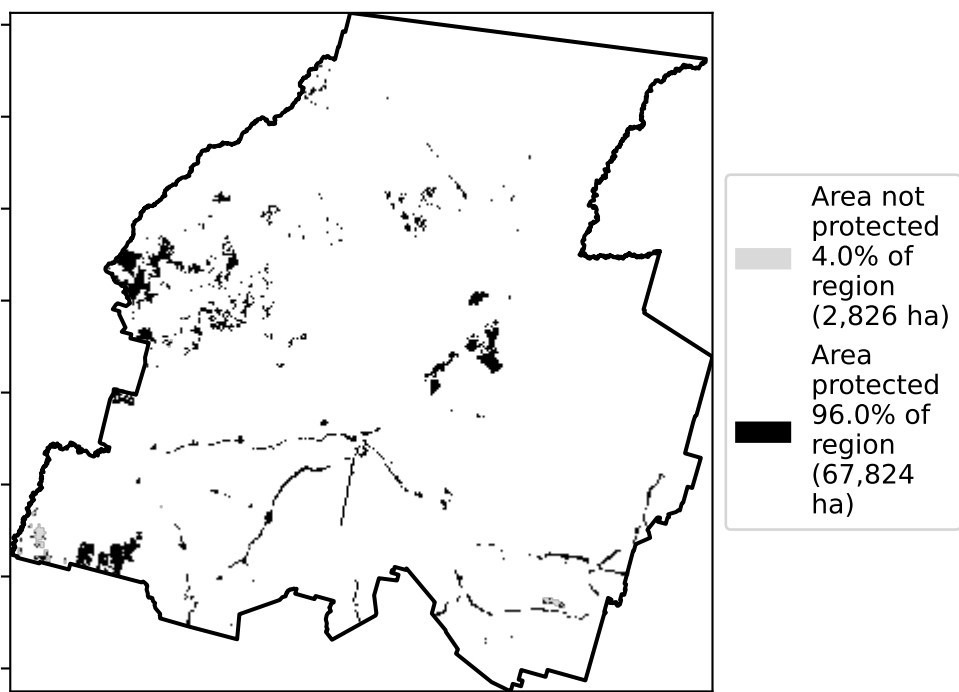 Area not
protected
4.0% of
region
(2,826 ha)
Area
protected
96.0% of
region
(67,824
ha)